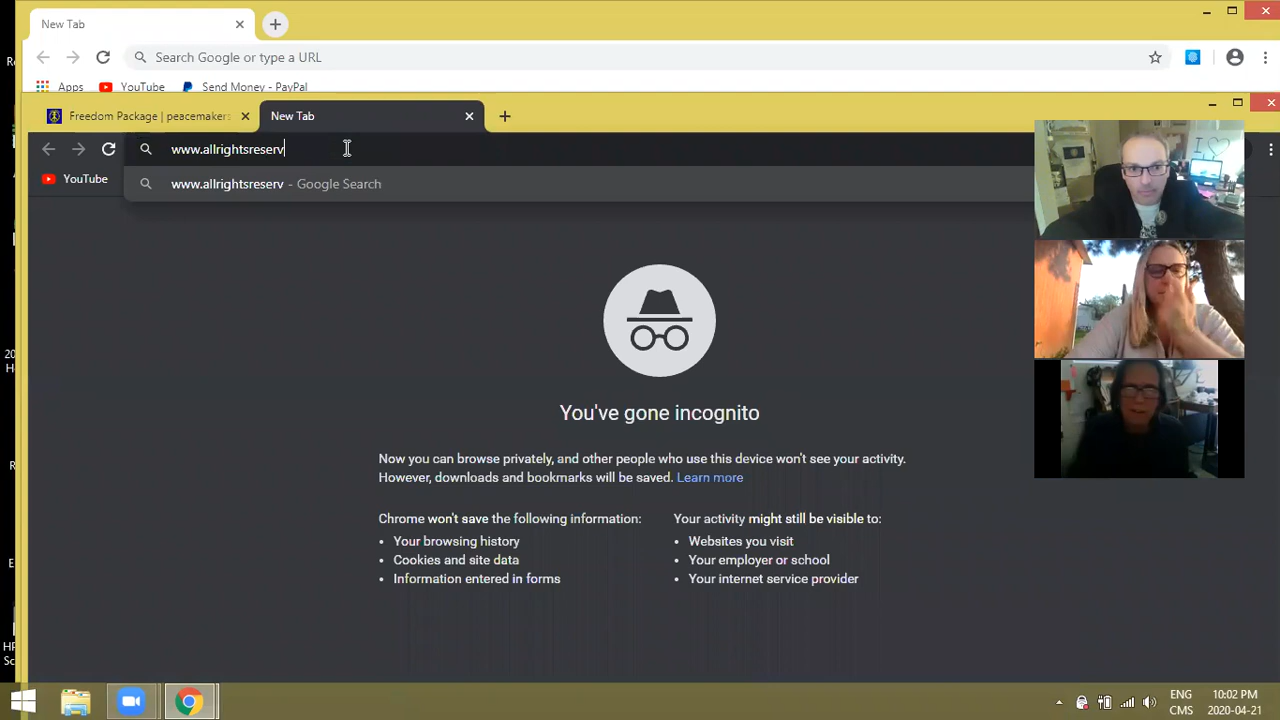 New Tab
Search Google or type a URL
Apps
YouTube
Send Money - PayPal
Freedom Package | peacemakers
New Tab
www.allrightsreserv
YouTube
www.allrightsreserv - Google Search
You've gone incognito
Now you can browse privately, and other people who use this device won't see your activity.
However, downloads and bookmarks will be saved. Learn more
Chrome won't save the following information:
• Your browsing history
• Cookies and site data
• Information entered in forms
Your activity might still be visible to:
• Websites you visit
• Your employer or school
• Your internet service provider
ENG
CMS
10:02 PM
2020-04-21